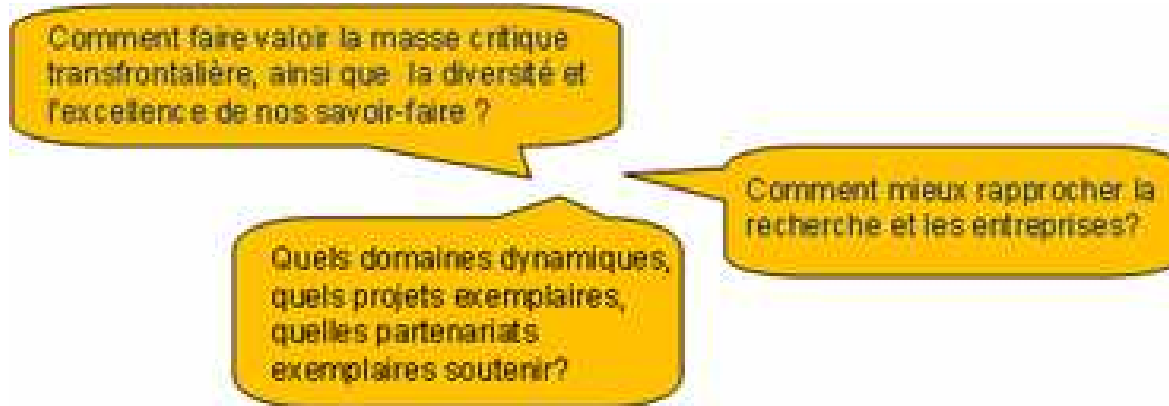 Comment faire valoir la masse critique
transfrontalière, ainsi que la diversité et
l'excellence de nos savoir-faire ?
Comment mieux rapprocher la
recherche et les entreprises?
Quels domaines dynamiques,
quels projets exemplaires,
quelles partenariats
exemplaires soutenir?